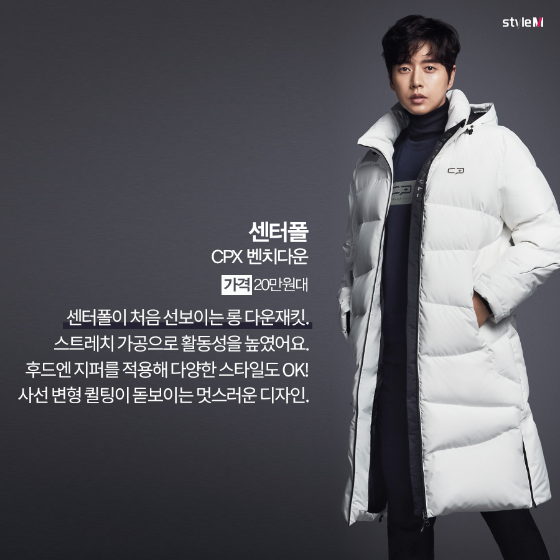 styleM
센터폴
CPX 벤치다운
가격 20만원대
센터폴이 처음 선보이는 롱 다운재킷.
스트레치 가공으로 활동성을 높였어요.
후드엔 지퍼를 적용해 다양한 스타일도 OK!
사선 변형 퀼팅이 돋보이는 멋스러운 디자인.